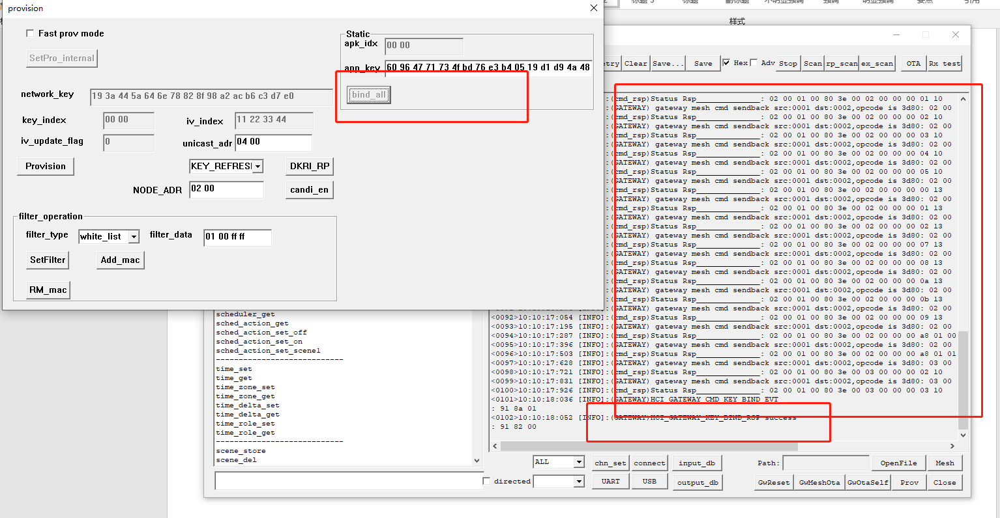 provision
Fast prov mode
SetPro_internal
network_key
19 3a 44 5a 64 6e 78 82 8f 98 a2 ac b6 c3 d7 e0
key_index
00 00
iv_index
11 22 33 44
iv_update_flag
0
unicast_adr
04 00
Provision
KEY_REFRES
DKRI_RP
NODE_ADR
02 00
candi_en
filter_operation
filter_type
white_list
filter_data
01 00 ff ff
SetFilter
Add_mac
RM_mac
Static
apk_idx
00 00
app_key
60 96 47 71 73 4f bd 76 e3 b4 05 19 d1 d9 4a 48
bind_all
样式
etry Clear Save... Save Hex Adv Stop Scan rp_scan ex_scan OTA Rx test
:(cmd_rsp)Status Rsp______________: 02 00 01 00 80 3e 00 02 00 00 00 01 10
:(GATEWAY) gateway mesh cmd sendback src:0001 dst:0002,opcode is 3d80: 02 00
:(cmd_rsp)Status Rsp______________: 02 00 01 00 80 3e 00 02 00 00 00 02 10
:(GATEWAY) gateway mesh cmd sendback src:0001 dst:0002,opcode is 3d80: 02 00
:(cmd_rsp)Status Rsp______________: 02 00 01 00 80 3e 00 02 00 00 00 03 10
:(GATEWAY) gateway mesh cmd sendback src:0001 dst:0002,opcode is 3d80: 02 00
:(cmd_rsp)Status Rsp______________: 02 00 01 00 80 3e 00 02 00 00 00 04 10
:(GATEWAY) gateway mesh cmd sendback src:0001 dst:0002,opcode is 3d80: 02 00
:(cmd_rsp)Status Rsp______________: 02 00 01 00 80 3e 00 02 00 00 00 05 10
:(GATEWAY) gateway mesh cmd sendback src:0001 dst:0002,opcode is 3d80: 02 00
:(cmd_rsp)Status Rsp______________: 02 00 01 00 80 3e 00 02 00 00 00 00 13
:(GATEWAY) gateway mesh cmd sendback src:0001 dst:0002,opcode is 3d80: 02 00
:(cmd_rsp)Status Rsp______________: 02 00 01 00 80 3e 00 02 00 00 00 01 13
:(GATEWAY) gateway mesh cmd sendback src:0001 dst:0002,opcode is 3d80: 02 00
:(cmd_rsp)Status Rsp______________: 02 00 01 00 80 3e 00 02 00 00 00 02 13
:(GATEWAY) gateway mesh cmd sendback src:0001 dst:0002,opcode is 3d80: 02 00
:(cmd_rsp)Status Rsp______________: 02 00 01 00 80 3e 00 02 00 00 00 07 13
:(GATEWAY) gateway mesh cmd sendback src:0001 dst:0002,opcode is 3d80: 02 00
:(cmd_rsp)Status Rsp______________: 02 00 01 00 80 3e 00 02 00 00 00 08 13
:(GATEWAY) gateway mesh cmd sendback src:0001 dst:0002,opcode is 3d80: 02 00
:(cmd_rsp)Status Rsp______________: 02 00 01 00 80 3e 00 02 00 00 00 0a 13
:(GATEWAY) gateway mesh cmd sendback src:0001 dst:0002,opcode is 3d80: 02 00
:(cmd_rsp)Status Rsp______________: 02 00 01 00 80 3e 00 02 00 00 00 0b 13
:(GATEWAY) gateway mesh cmd sendback src:0001 dst:0002,opcode is 3d80: 02 00
<0092>10:10:17:054 [INFO]:(cmd_rsp)Status Rsp______________: 02 00 01 00 80 3e 00 02 00 00 00 09 13
<0093>10:10:17:195 [INFO]:(GATEWAY) gateway mesh cmd sendback src:0001 dst:0002,opcode is 3d80: 02 00
<0094>10:10:17:287 [INFO]:(cmd_rsp)Status Rsp______________: 02 00 01 00 80 3e 00 02 00 00 00 a8 01 00
<0095>10:10:17:396 [INFO]:(GATEWAY) gateway mesh cmd sendback src:0001 dst:0002,opcode is 3d80: 02 00
<0096>10:10:17:503 [INFO]:(cmd_rsp)Status Rsp______________: 02 00 01 00 80 3e 00 02 00 00 00 a8 01 01
<0097>10:10:17:628 [INFO]:(GATEWAY) gateway mesh cmd sendback src:0001 dst:0002,opcode is 3d80: 03 00
<0098>10:10:17:721 [INFO]:(cmd_rsp)Status Rsp______________: 02 00 01 00 80 3e 00 03 00 00 00 02 10
<0099>10:10:17:831 [INFO]:(GATEWAY) gateway mesh cmd sendback src:0001 dst:0002,opcode is 3d80: 03 00
<0100>10:10:17:926 [INFO]:(cmd_rsp)Status Rsp______________: 02 00 01 00 80 3e 00 03 00 00 00 03 10
<0101>10:10:18:036 [INFO]:(GATEWAY)HCI_GATEWAY_CMD_KEY_BIND_EVT
: 91 8a 01
<0102>10:10:18:052 [INFO]:(GATEWAY)HCI_GATEWAY_KEY_BIND_RSP success
: 91 82 00
scheduler_get
sched_action_get
sched_action_set_off
sched_action_set_on
sched_action_set_scene1
----------------------------
time_set
time_get
time_zone_set
time_zone_get
time_delta_set
time_delta_get
time_role_set
time_role_get
----------------------------
scene_store
scene_del
ALL chn_set connect input_db Path: OpenFile Mesh
directed UART USB output_db GwReset GwMeshOta GwOtaSelf Prov Close